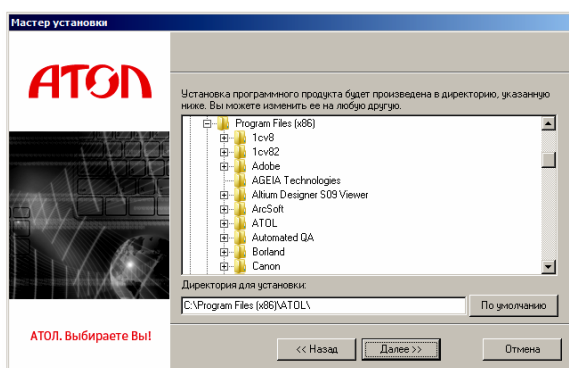 Мастер установки
АТОЛ
Установка программного продукта будет произведена в директорию, указанную
ниже. Вы можете изменить ее на любую другую.
Program Files (x86)
1cv8
1cv82
Adobe
AGEIA Technologies
Altium Designer S09 Viewer
ArcSoft
ATOL
Automated QA
Borland
Canon
Директория для установки:
C:\Program Files (x86)\ATOL\
По умолчанию
АТОЛ. Выбираете Вы!
<< Назад
Далее >>
Отмена